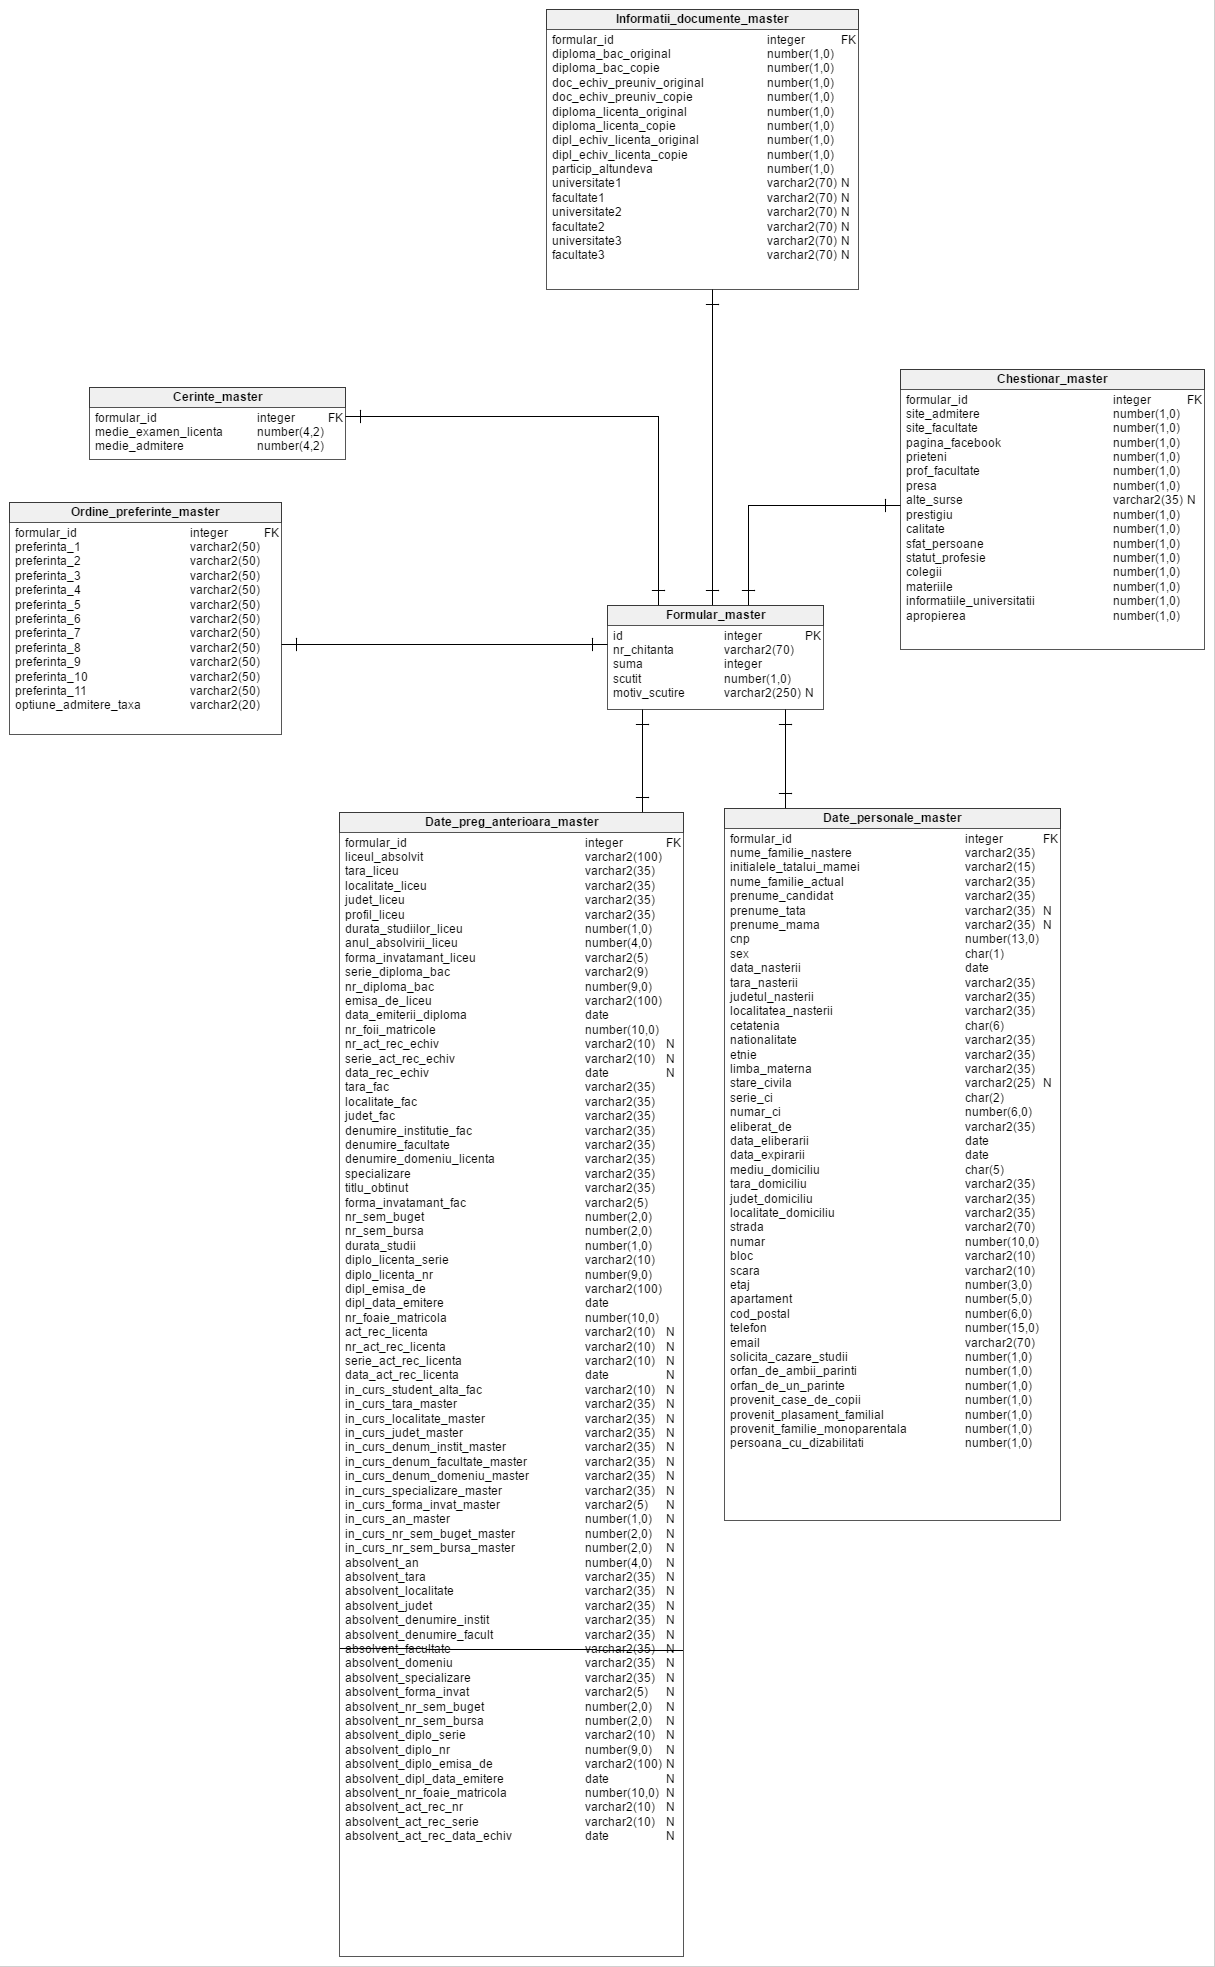 Informatii_documente_master
formular_id integer FK
diploma_bac_original number(1,0)
diploma_bac_copie number(1,0)
doc_echiv_preuniv_original number(1,0)
doc_echiv_preuniv_copie number(1,0)
diploma_licenta_original number(1,0)
diploma_licenta_copie number(1,0)
dipl_echiv_licenta_original number(1,0)
dipl_echiv_licenta_copie number(1,0)
particip_altundeva number(1,0)
universitate1 varchar2(70) N
facultate1 varchar2(70) N
universitate2 varchar2(70) N
facultate2 varchar2(70) N
universitate3 varchar2(70) N
facultate3 varchar2(70) N
Cerinte_master
formular_id integer FK
medie_examen_licenta number(4,2)
medie_admitere number(4,2)
Chestionar_master
formular_id integer FK
site_admitere number(1,0)
site_facultate number(1,0)
pagina_facebook number(1,0)
prieteni number(1,0)
prof_facultate number(1,0)
presa number(1,0)
alte_surse varchar2(35) N
prestigiu number(1,0)
calitate number(1,0)
sfat_persoane number(1,0)
statut_profesie number(1,0)
colegii number(1,0)
materiile number(1,0)
informatiile_universitatii number(1,0)
apropierea number(1,0)
Ordine_preferinte_master
formular_id integer FK
preferinta_1 varchar2(50)
preferinta_2 varchar2(50)
preferinta_3 varchar2(50)
preferinta_4 varchar2(50)
preferinta_5 varchar2(50)
preferinta_6 varchar2(50)
preferinta_7 varchar2(50)
preferinta_8 varchar2(50)
preferinta_9 varchar2(50)
preferinta_10 varchar2(50)
preferinta_11 varchar2(50)
optiune_admitere_taxa varchar2(20)
Formular_master
id integer PK
nr_chitanta varchar2(70)
suma integer
scutit number(1,0)
motiv_scutire varchar2(250) N
Date_preg_anterioara_master
formular_id integer FK
liceul_absolvit varchar2(100)
tara_liceu varchar2(35)
localitate_liceu varchar2(35)
judet_liceu varchar2(35)
profil_liceu varchar2(35)
durata_studiilor_liceu number(1,0)
anul_absolvirii_liceu number(4,0)
forma_invatamant_liceu varchar2(5)
serie_diploma_bac varchar2(9)
nr_diploma_bac number(9,0)
emisa_de_liceu varchar2(100)
data_emiterii_diploma date
nr_foii_matricole number(10,0)
nr_act_rec_echiv varchar2(10) N
serie_act_rec_echiv varchar2(10) N
data_rec_echiv date N
tara_fac varchar2(35)
localitate_fac varchar2(35)
judet_fac varchar2(35)
denumire_institutie_fac varchar2(35)
denumire_facultate varchar2(35)
denumire_domeniu_licenta varchar2(35)
specializare varchar2(35)
titlu_obtinut varchar2(35)
forma_invatamant_fac varchar2(5)
nr_sem_buget number(2,0)
nr_sem_bursa number(2,0)
durata_studii number(1,0)
diplo_licenta_serie varchar2(10)
diplo_licenta_nr number(9,0)
dipl_emisa_de varchar2(100)
dipl_data_emitere date
nr_foaie_matricola number(10,0)
act_rec_licenta varchar2(10) N
nr_act_rec_licenta varchar2(10) N
serie_act_rec_licenta varchar2(10) N
data_act_rec_licenta date N
in_curs_student_alta_fac varchar2(10) N
in_curs_tara_master varchar2(35) N
in_curs_localitate_master varchar2(35) N
in_curs_judet_master varchar2(35) N
in_curs_denum_instit_master varchar2(35) N
in_curs_denum_facultate_master varchar2(35) N
in_curs_denum_domeniu_master varchar2(35) N
in_curs_specializare_master varchar2(35) N
in_curs_forma_invat_master varchar2(5) N
in_curs_an_master number(1,0) N
in_curs_nr_sem_buget_master number(2,0) N
in_curs_nr_sem_bursa_master number(2,0) N
absolvent_an number(4,0) N
absolvent_tara varchar2(35) N
absolvent_localitate varchar2(35) N
absolvent_judet varchar2(35) N
absolvent_denumire_instit varchar2(35) N
absolvent_denumire_facult varchar2(35) N
absolvent_facultate varchar2(35) N
absolvent_domeniu varchar2(35) N
absolvent_specializare varchar2(35) N
absolvent_forma_invat varchar2(5) N
absolvent_nr_sem_buget number(2,0) N
absolvent_nr_sem_bursa number(2,0) N
absolvent_diplo_serie varchar2(10) N
absolvent_diplo_nr number(9,0) N
absolvent_diplo_emisa_de varchar2(100) N
absolvent_dipl_data_emitere date N
absolvent_nr_foaie_matricola number(10,0) N
absolvent_act_rec_nr varchar2(10) N
absolvent_act_rec_serie varchar2(10) N
absolvent_act_rec_data_echiv date N
Date_personale_master
formular_id integer FK
nume_familie_nastere varchar2(35)
initialele_tatalui_mamei varchar2(15)
nume_familie_actual varchar2(35)
prenume_candidat varchar2(35)
prenume_tata varchar2(35) N
prenume_mama varchar2(35) N
cnp number(13,0)
sex char(1)
data_nasterii date
tara_nasterii varchar2(35)
judetul_nasterii varchar2(35)
localitatea_nasterii varchar2(35)
cetatenia char(6)
nationalitate varchar2(35)
etnie varchar2(35)
limba_materna varchar2(35)
stare_civila varchar2(25) N
serie_ci char(2)
numar_ci number(6,0)
eliberat_de varchar2(35)
data_eliberarii date
data_expirarii date
mediu_domiciliu char(5)
tara_domiciliu varchar2(35)
judet_domiciliu varchar2(35)
localitate_domiciliu varchar2(35)
strada varchar2(70)
numar number(10,0)
bloc varchar2(10)
scara varchar2(10)
etaj number(3,0)
apartament number(5,0)
cod_postal number(6,0)
telefon number(15,0)
email varchar2(70)
solicita_cazare_studii number(1,0)
orfan_de_ambii_parinti number(1,0)
orfan_de_un_parinte number(1,0)
provenit_case_de_copii number(1,0)
provenit_plasament_familial number(1,0)
provenit_familie_monoparentala number(1,0)
persoana_cu_dizabilitati number(1,0)